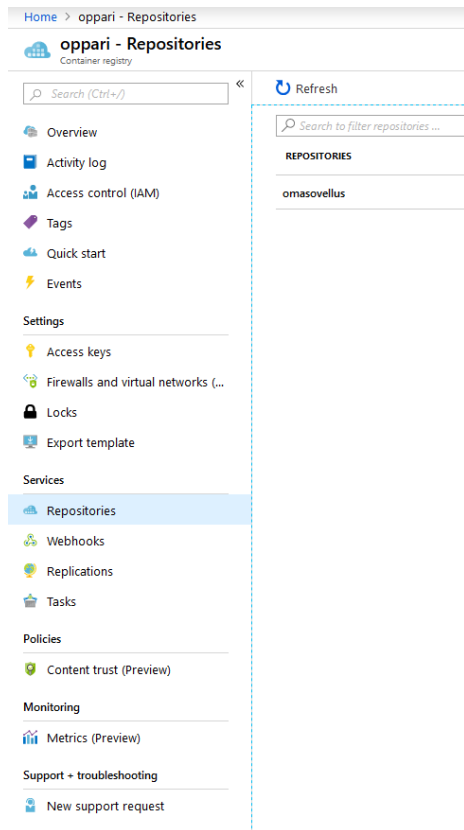 Home > oppari - Repositories
oppari - Repositories
Container registry
Search (Ctrl+/)
«
Overview
Activity log
Access control (IAM)
Tags
Quick start
Events
Settings
Access keys
Firewalls and virtual networks (...
Locks
Export template
Services
Repositories
Webhooks
Replications
Tasks
Policies
Content trust (Preview)
Monitoring
Metrics (Preview)
Support + troubleshooting
New support request
Refresh
Search to filter repositories ...
REPOSITORIES
omasovellus